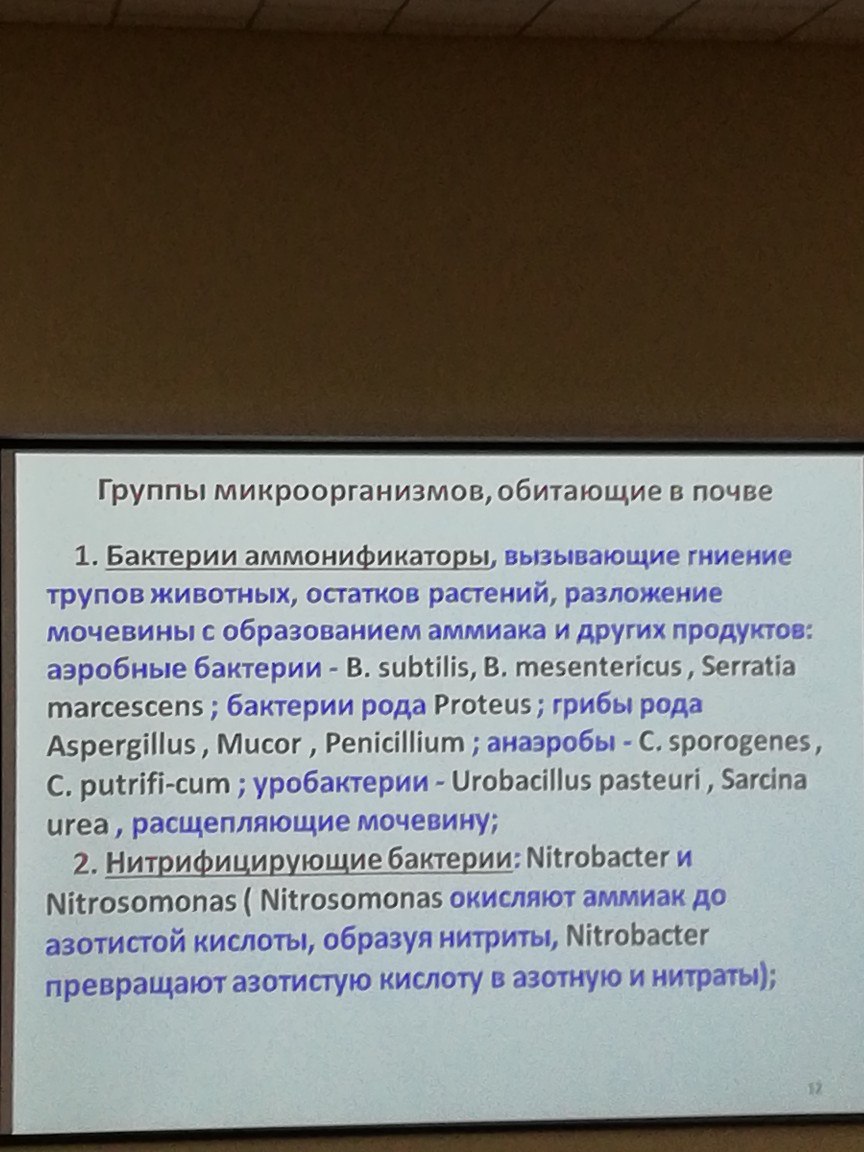 Группы микроорганизмов, обитающие в почве
1. Бактерии аммонификаторы, вызывающие гниение
трупов животных, остатков растений, разложение
мочевины с образованием аммиака и других продуктов:
аэробные бактерии - B. subtilis, B. mesentericus , Serratia
marcescens ; бактерии рода Proteus ; грибы рода
Aspergillus , Mucor , Penicillium ; анаэробы - C. sporogenes ,
C. putrifi-cum ; уробактерии - Urobacillus pasteuri , Sarcina
urea , расщепляющие мочевину;
2. Нитрифицирующие бактерии: Nitrobacter и
Nitrosomonas ( Nitrosomonas окисляют аммиак до
азотистой кислоты, образуя нитриты, Nitrobacter
превращают азотистую кислоту в азотную и нитраты);
12